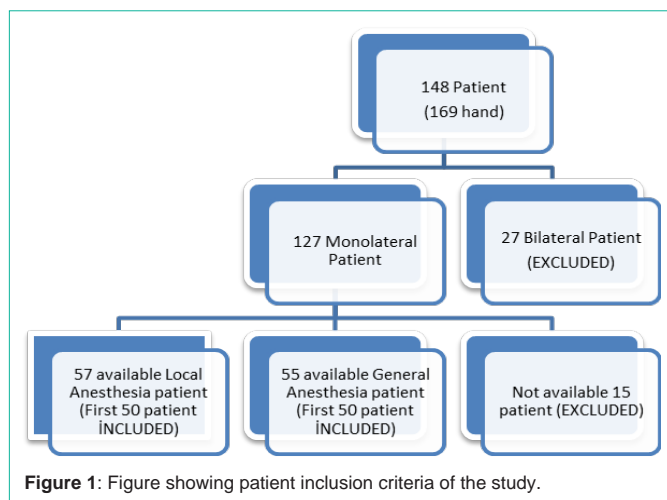 148 Patient
(169 hand)
127 Monolateral
Patient
27 Bilateral Patient
(EXCLUDED)
57 available Local
Anesthesia patient
(First 50 patient
İNCLUDED)
55 available General
Anesthesia patient
(First 50 patient
İNCLUDED)
Not available 15
patient (EXCLUDED)
Figure 1: Figure showing patient inclusion criteria of the study.